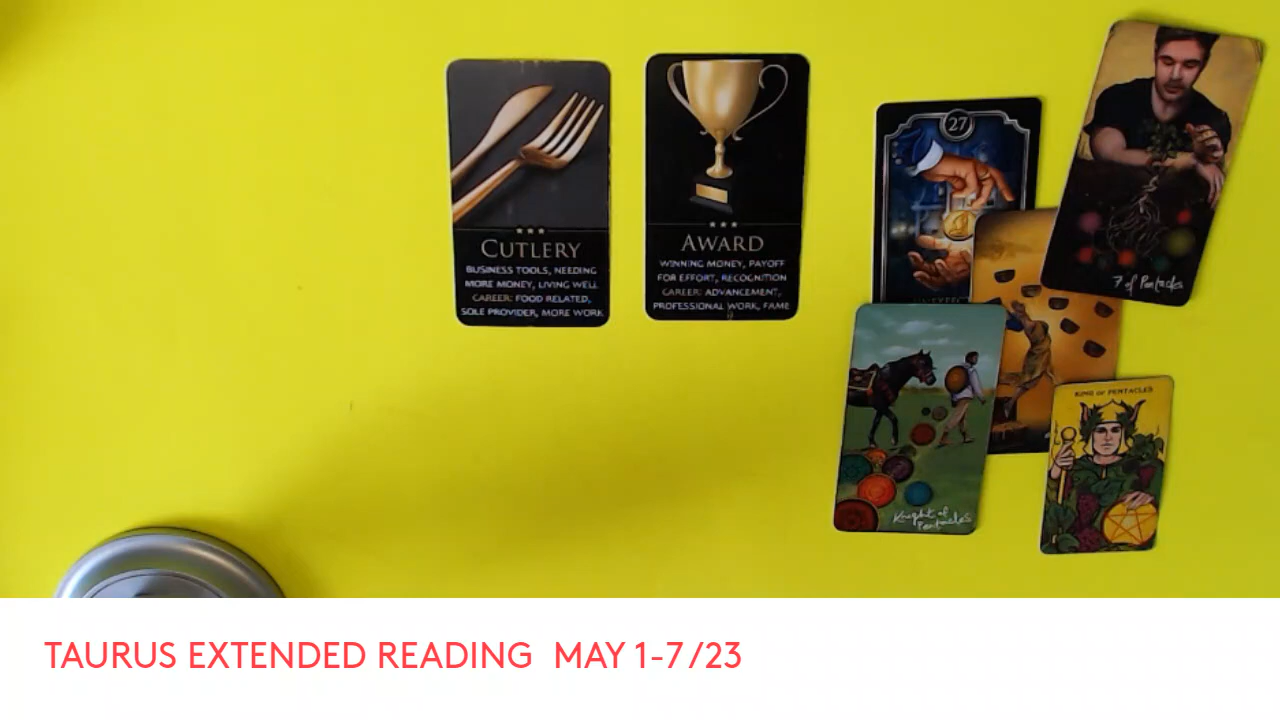 CUTLERY
BUSINESS TOOLS, NEEDING
MORE MONEY, LIVING WELL
CAREER: FOOD RELATED,
SOLE PROVIDER, MORE WORK
AWARD
WINNING MONEY, PAYOFF
FOR EFFORT, RECOGNITION
CAREER: ADVANCEMENT,
PROFESSIONAL WORK, FAME
27
7 of Pentacles
Knight of
Pentacles
KING OF PENTACLES
TAURUS EXTENDED READING MAY 1-7/23